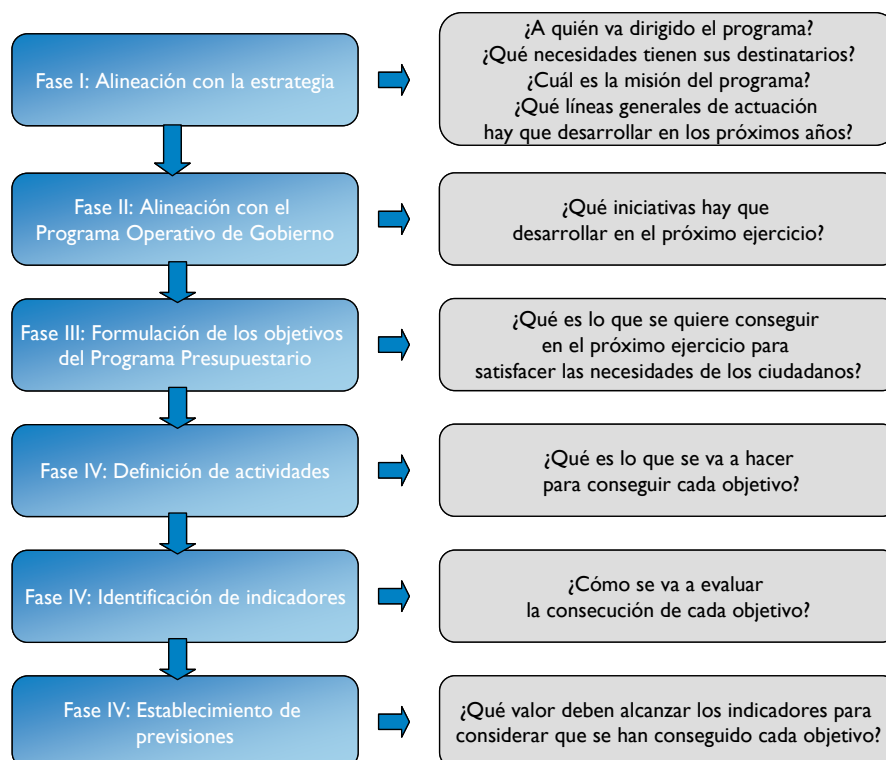 Fase I: Alineación con la estrategia
¿A quién va dirigido el programa?
¿Qué necesidades tienen sus destinatarios?
¿Cuál es la misión del programa?
¿Qué líneas generales de actuación
hay que desarrollar en los próximos años?
Fase II: Alineación con el
Programa Operativo de Gobierno
¿Qué iniciativas hay que
desarrollar en el próximo ejercicio?
Fase III: Formulación de los objetivos
del Programa Presupuestario
¿Qué es lo que se quiere conseguir
en el próximo ejercicio para
satisfacer las necesidades de los ciudadanos?
Fase IV: Definición de actividades
¿Qué es lo que se va a hacer
para conseguir cada objetivo?
Fase IV: Identificación de indicadores
¿Cómo se va a evaluar
la consecución de cada objetivo?
Fase IV: Establecimiento de
previsiones
¿Qué valor deben alcanzar los indicadores para
considerar que se han conseguido cada objetivo?